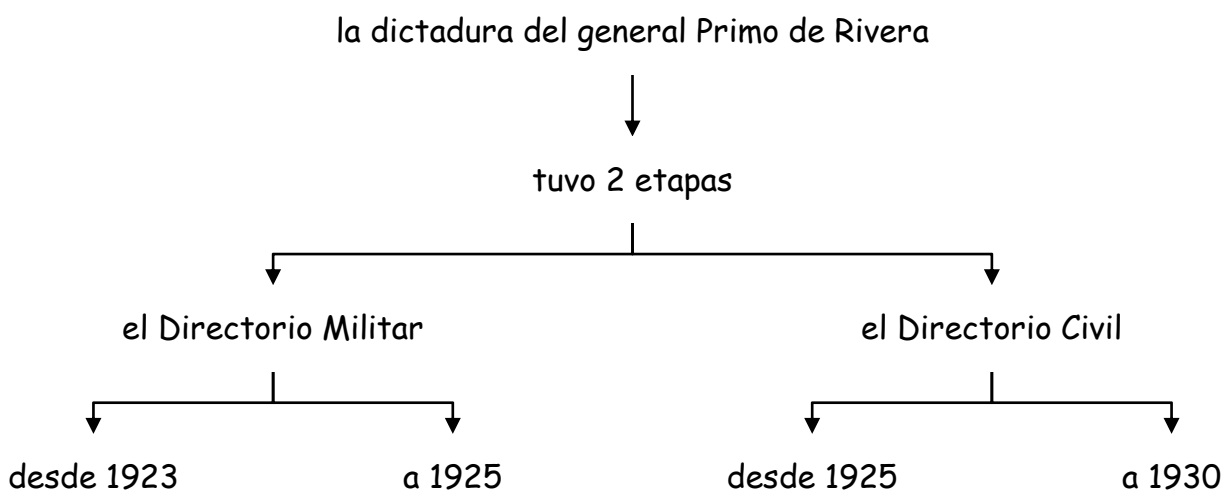 la dictadura del general Primo de Rivera
tuvo 2 etapas
el Directorio Militar
el Directorio Civil
desde 1923
a 1925
desde 1925
a 1930